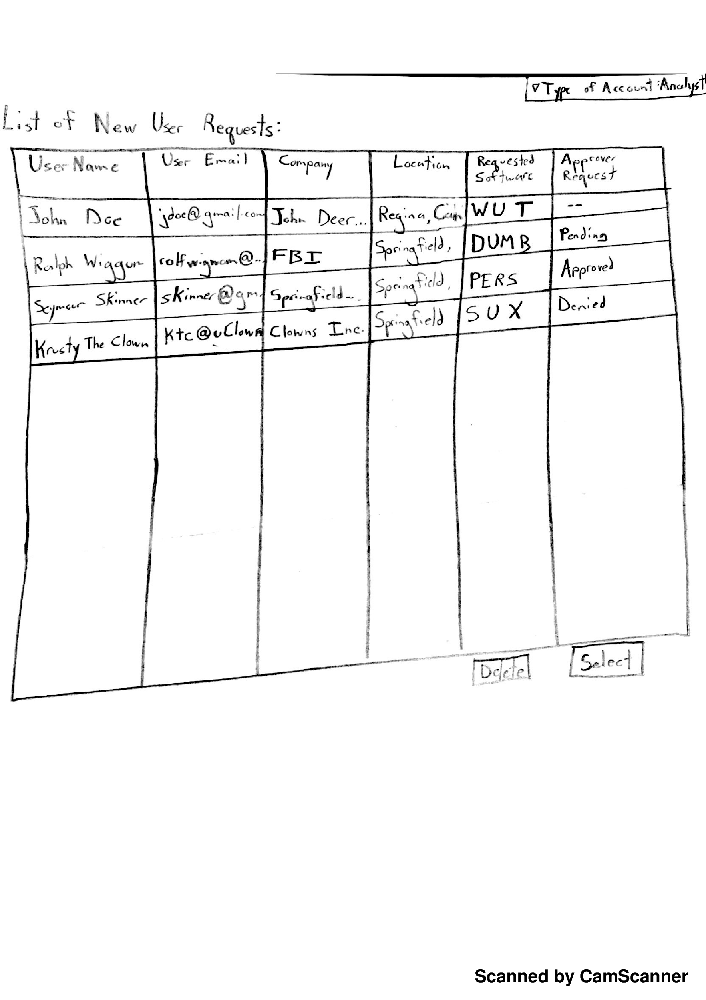 ▽ Type of Account: Analyst
List of New User Requests:
User Name | User Email | Company | Location | Requested Software | Approver Request
John Doe | jdoe@gmail.com | John Deer... | Regina, Can | WUT | --
Ralph Wiggum | rolfwigwam@... | FBI | Springfield, | DUMB | Pending
Seymour Skinner | skinner@gm. | Springfield... | Springfield, | PERS | Approved
Krusty The Clown | Ktc@uClown | Clowns Inc. | Springfield | SUX | Denied
Delete Select
Scanned by CamScanner